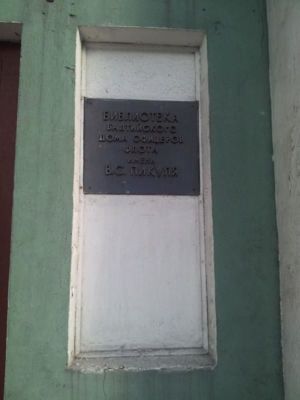 БИБЛИОТЕКА
БАЛТИЙСКОГО
ДОМА ОФИЦЕРОВ
ФЛОТА
ИМЕНИ
В.С. ПИКУЛЯ